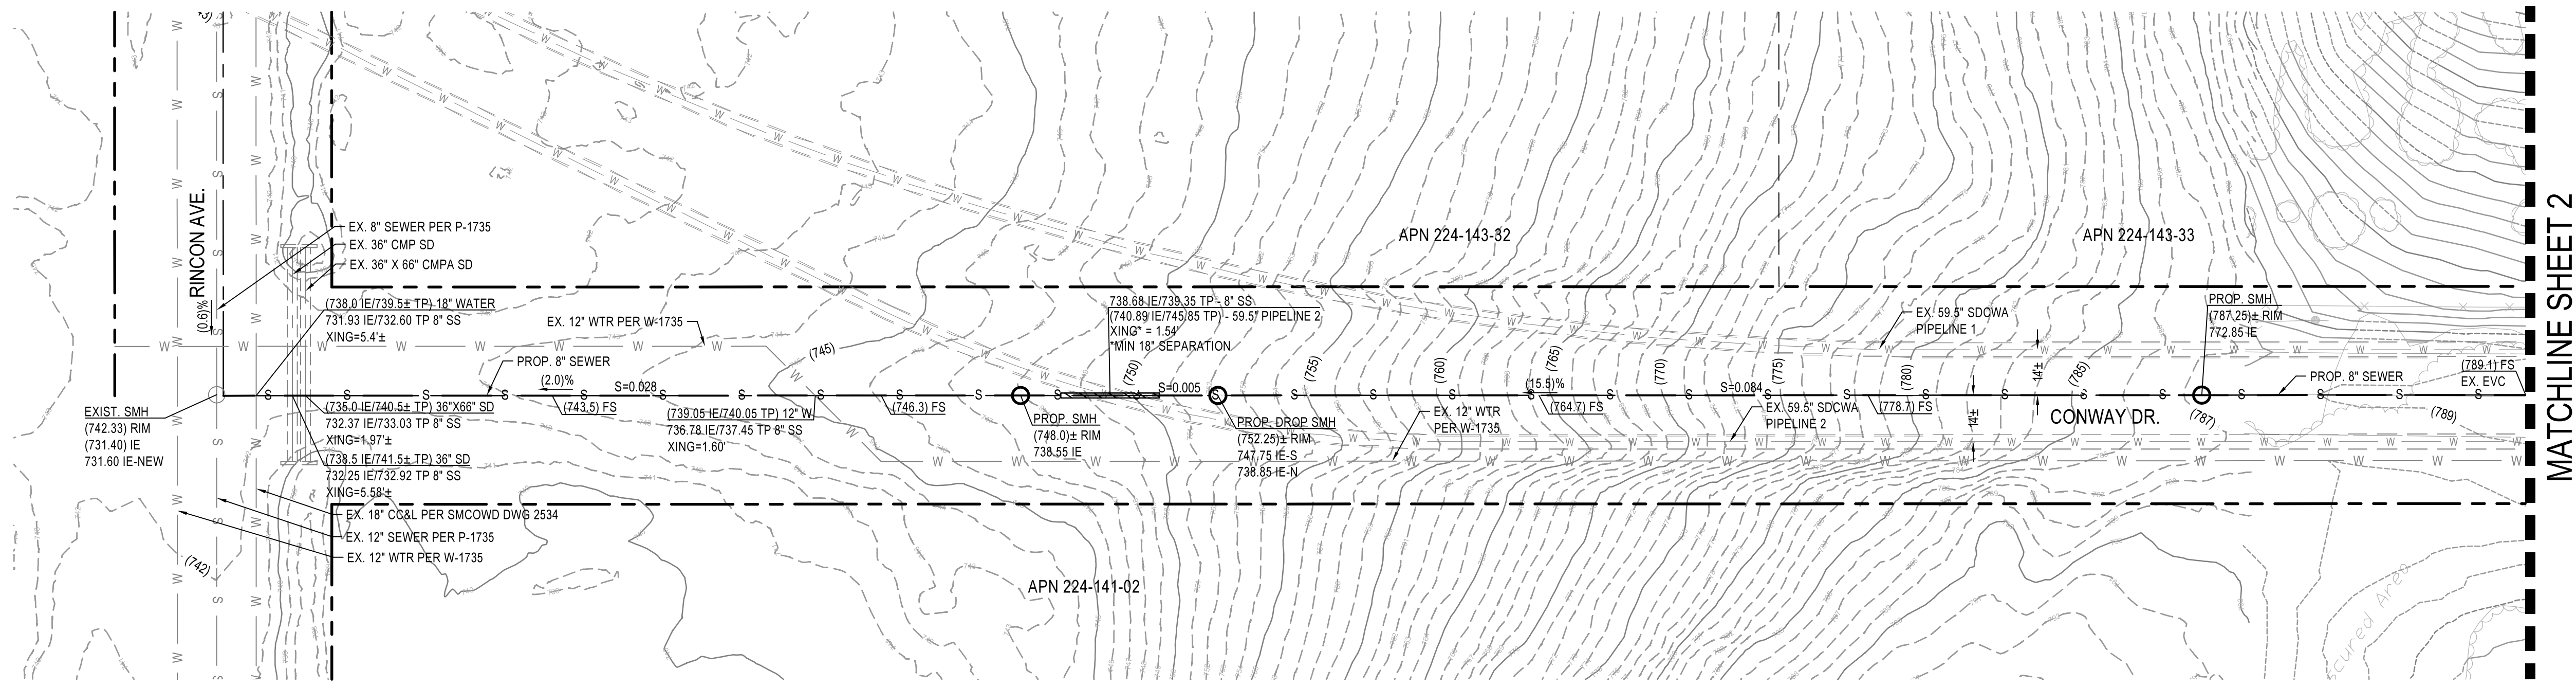 RINCON AVE.
(0.6)%
EX. 8" SEWER PER P-1735
EX. 36" CMP SD
EX. 36" X 66" CMPA SD
(738.0 IE/739.5± TP) 18" WATER
731.93 IE/732.60 TP 8" SS
XING=5.4'±
EX. 12" WTR PER W-1735
PROP. 8" SEWER
(2.0)%
S=0.028
(743.5) FS
(745)
(746.3) FS
EXIST. SMH
(742.33) RIM
(731.40) IE
731.60 IE-NEW
(735.0 IE/740.5± TP) 36"X66" SD
732.37 IE/733.03 TP 8" SS
XING=1.97'±
(738.5 IE/741.5± TP) 36" SD
732.25 IE/732.92 TP 8" SS
XING=5.58'±
EX. 18" CC&L PER SMCOWD DWG 2534
EX. 12" SEWER PER P-1735
EX. 12" WTR PER W-1735
(742)
(739.05 IE/740.05 TP) 12" W
736.78 IE/737.45 TP 8" SS
XING=1.60'
738.68 IE/739.35 TP - 8" SS
(740.89 IE/745.85 TP) - 59.5" PIPELINE 2
XING* = 1.54'
*MIN 18" SEPARATION
(750)
S=0.005
PROP. SMH
(748.0)± RIM
738.55 IE
PROP. DROP SMH
(752.25)± RIM
747.75 IE-S
738.85 IE-N
APN 224-141-02
APN 224-143-32
(755)
(760)
(765)
(770)
(775)
(780)
(785)
(15.5)%
(764.7) FS
S=0.084
EX. 12" WTR
PER W-1735
EX. 59.5" SDCWA
PIPELINE 2
(778.7) FS
EX. 59.5" SDCWA
PIPELINE 1
14'±
14'±
CONWAY DR.
APN 224-143-33
PROP. SMH
(787.25)± RIM
772.85 IE
(787)
PROP. 8" SEWER
(789.1) FS
EX. EVC
(789)
cured Area
MATCHLINE SHEET 2